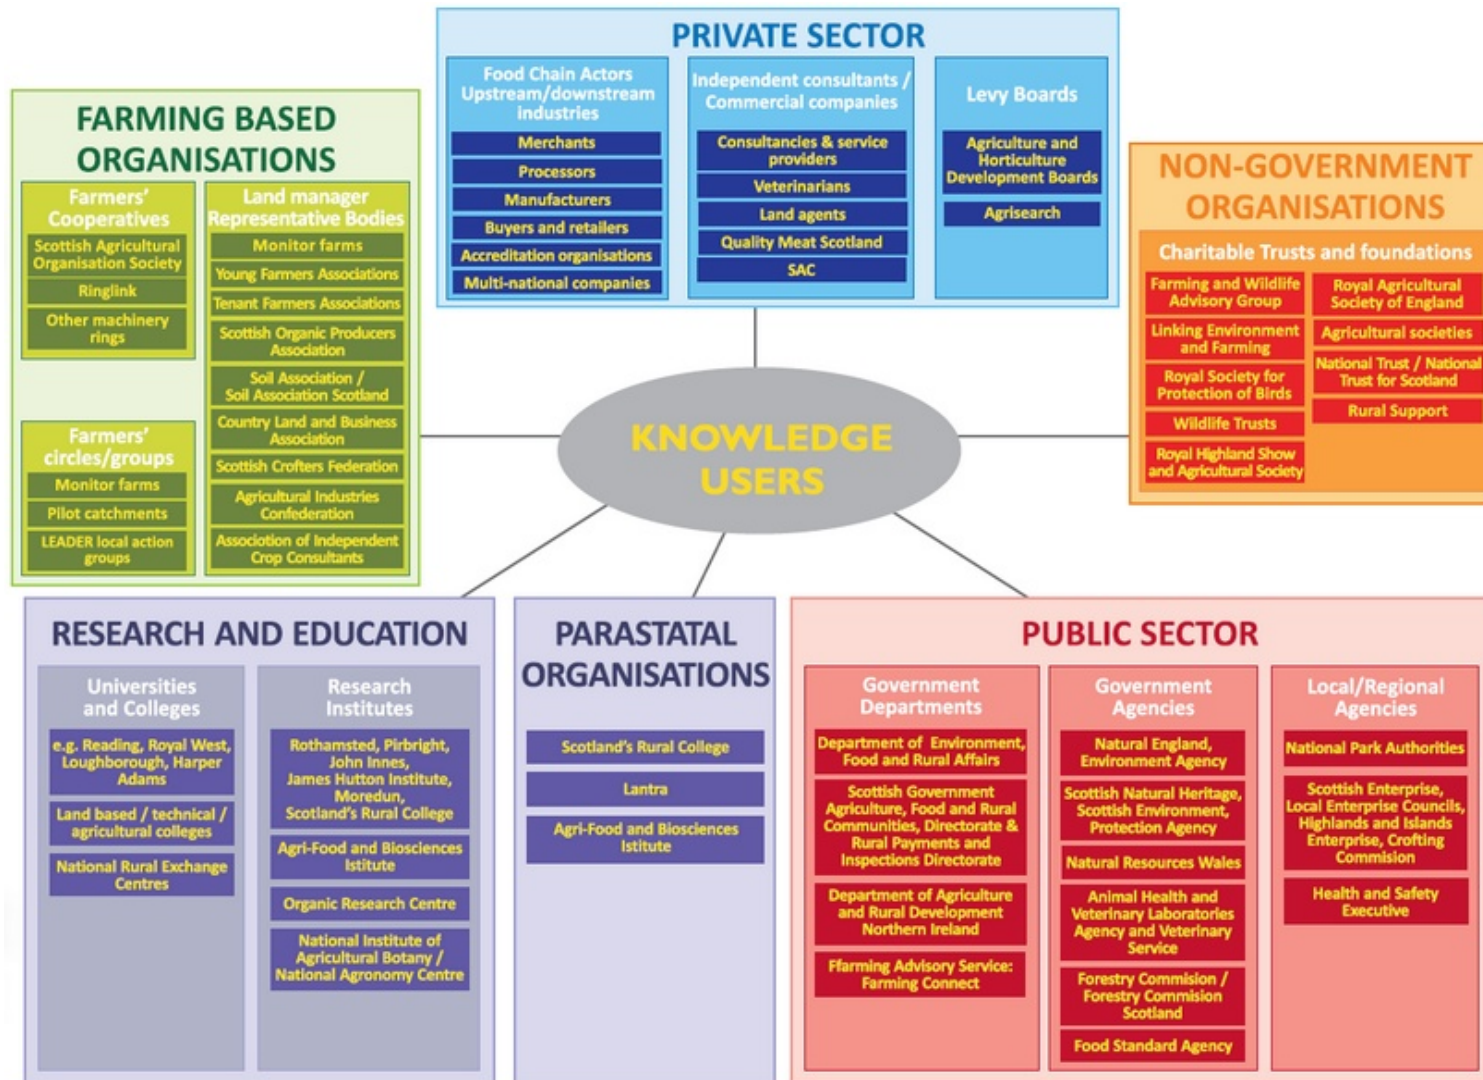 PRIVATE SECTOR
Food Chain Actors
Upstream/downstream
industries
Merchants
Processors
Manufacturers
Buyers and retailers
Accreditation organisations
Multi-national companies
Independent consultants /
Commercial companies
Consultancies & service
providers
Veterinarians
Land agents
Quality Meat Scotland
SAC
Levy Boards
Agriculture and
Horticulture
Development Boards
Agrisearch
FARMING BASED
ORGANISATIONS
Farmers'
Cooperatives
Scottish Agricultural
Organisation Society
Ringlink
Other machinery
rings
Farmers'
circles/groups
Monitor farms
Pilot catchments
LEADER local action
groups
Land manager
Representative Bodies
Monitor farms
Young Farmers Associations
Tenant Farmers Associations
Scottish Organic Producers
Association
Soil Association /
Soil Association Scotland
Country Land and Business
Association
Scottish Crofters Federation
Agricultural Industries
Confederation
Association of Independent
Crop Consultants
NON-GOVERNMENT
ORGANISATIONS
Charitable Trusts and foundations
Farming and Wildlife
Advisory Group
Linking Environment
and Farming
Royal Society for
Protection of Birds
Wildlife Trusts
Royal Highland Show
and Agricultural Society
Royal Agricultural
Society of England
Agricultural societies
National Trust / National
Trust for Scotland
Rural Support
KNOWLEDGE
USERS
RESEARCH AND EDUCATION
Universities
and Colleges
e.g. Reading, Royal West,
Loughborough, Harper
Adams
Land based / technical /
agricultural colleges
National Rural Exchange
Centres
Research
Institutes
Rothamsted, Pirbright,
John Innes,
James Hutton Institute,
Moredun,
Scotland's Rural College
Agri-Food and Biosciences
Istitute
Organic Research Centre
National Institute of
Agricultural Botany /
National Agronomy Centre
PARASTATAL
ORGANISATIONS
Scotland's Rural College
Lantra
Agri-Food and Biosciences
Istitute
PUBLIC SECTOR
Government
Departments
Department of Environment,
Food and Rural Affairs
Scottish Government
Agriculture, Food and Rural
Communities, Directorate &
Rural Payments and
Inspections Directorate
Department of Agriculture
and Rural Development
Northern Ireland
Ffarming Advisory Service:
Farming Connect
Government
Agencies
Natural England,
Environment Agency
Scottish Natural Heritage,
Scottish Environment,
Protection Agency
Natural Resources Wales
Animal Health and
Veterinary Laboratories
Agency and Veterinary
Service
Forestry Commision /
Forestry Commision
Scotland
Food Standard Agency
Local/Regional
Agencies
National Park Authorities
Scottish Enterprise,
Local Enterprise Councils,
Highlands and Islands
Enterprise, Crofting
Commision
Health and Safety
Executive